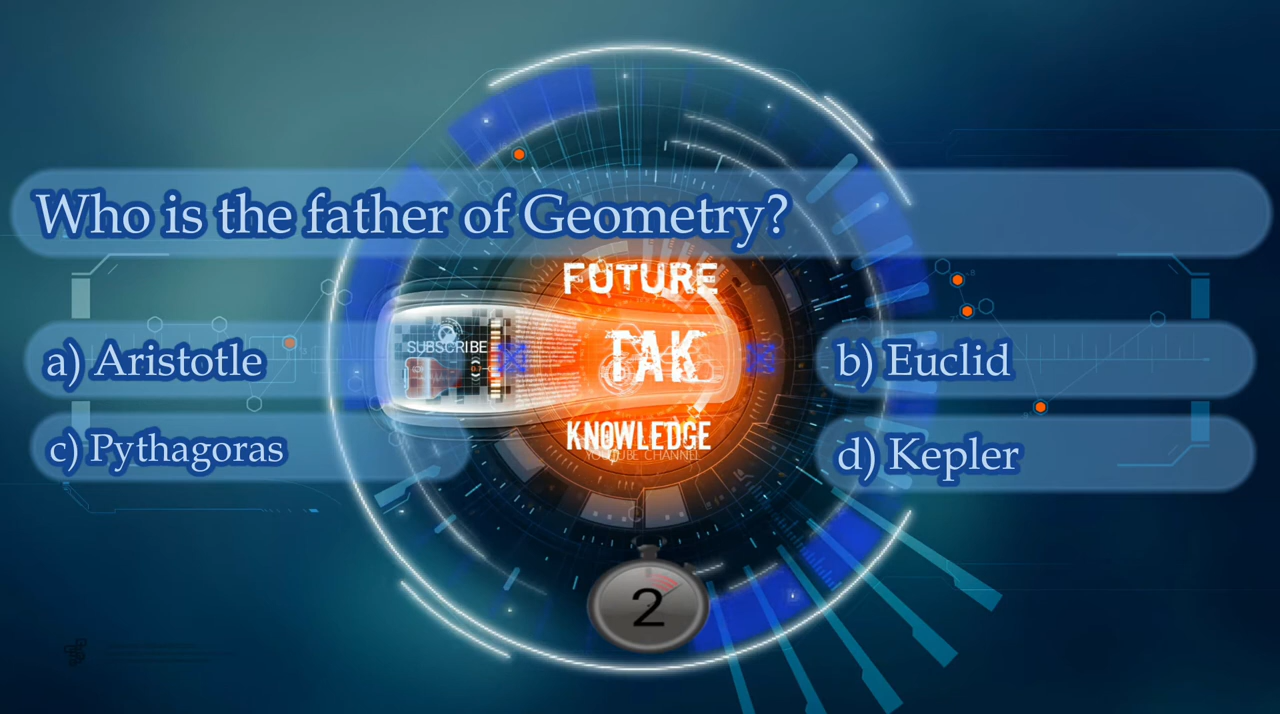 Who is the father of Geometry?
FUTURE
SUBSCRIBE
TAK
a) Aristotle
b) Euclid
KNOWLEDGE
YOUTUBE CHANNEL
c) Pythagoras
d) Kepler
2